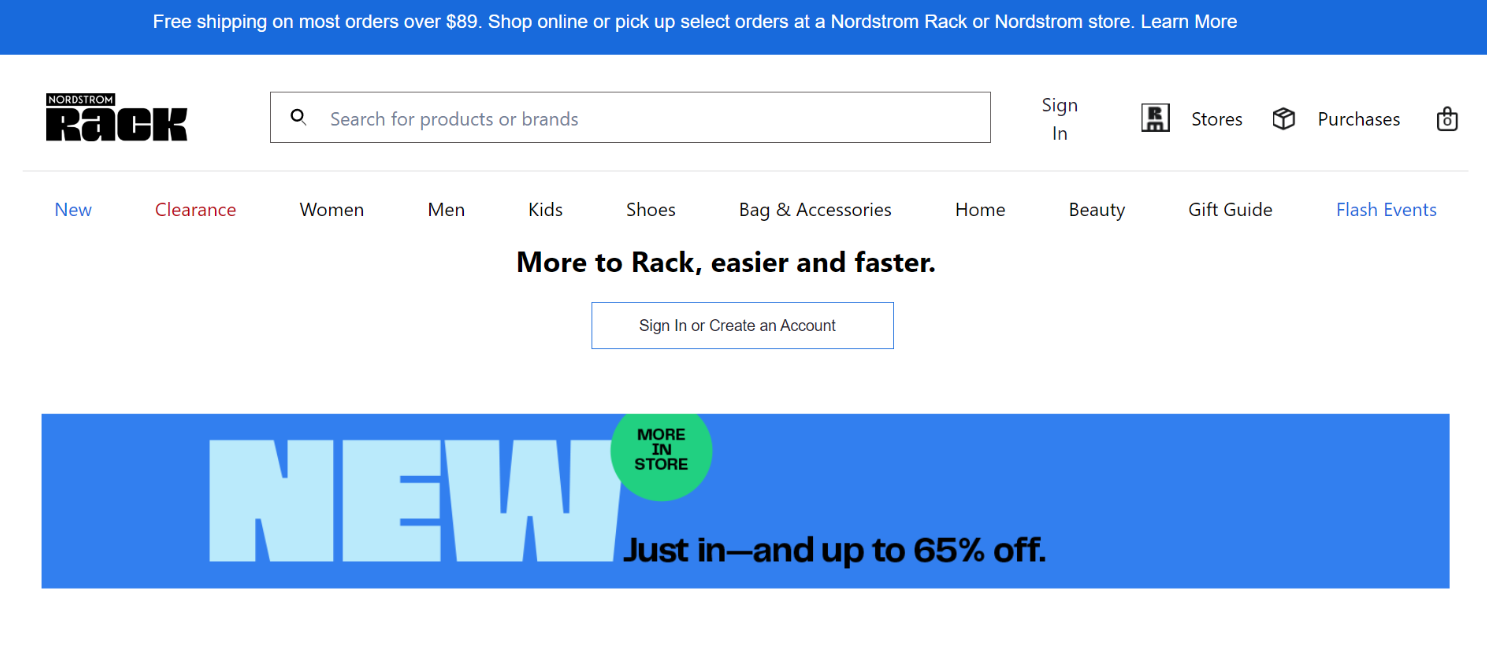 Free shipping on most orders over $89. Shop online or pick up select orders at a Nordstrom Rack or Nordstrom store. Learn More
NORDSTROM
Rack
Search for products or brands
Sign
In
R
m
Stores
Purchases
0
New
Clearance
Women
Men
Kids
Shoes
Bag & Accessories
Home
Beauty
Gift Guide
Flash Events
More to Rack, easier and faster.
Sign In or Create an Account
NEW
MORE
IN
STORE
Just in—and up to 65% off.